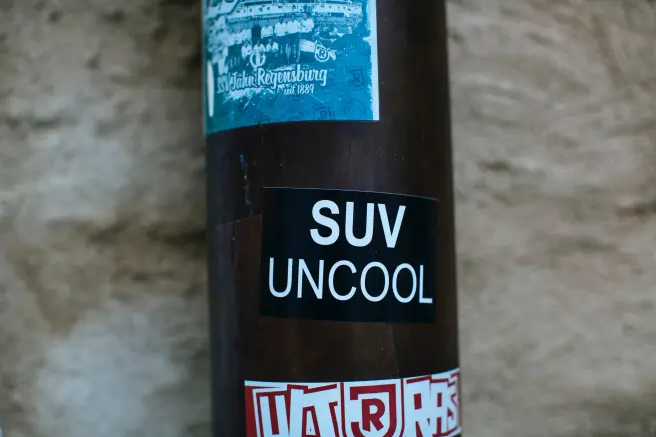 SSV Jahn Regensburg
seit 1889
SUV
UNCOOL